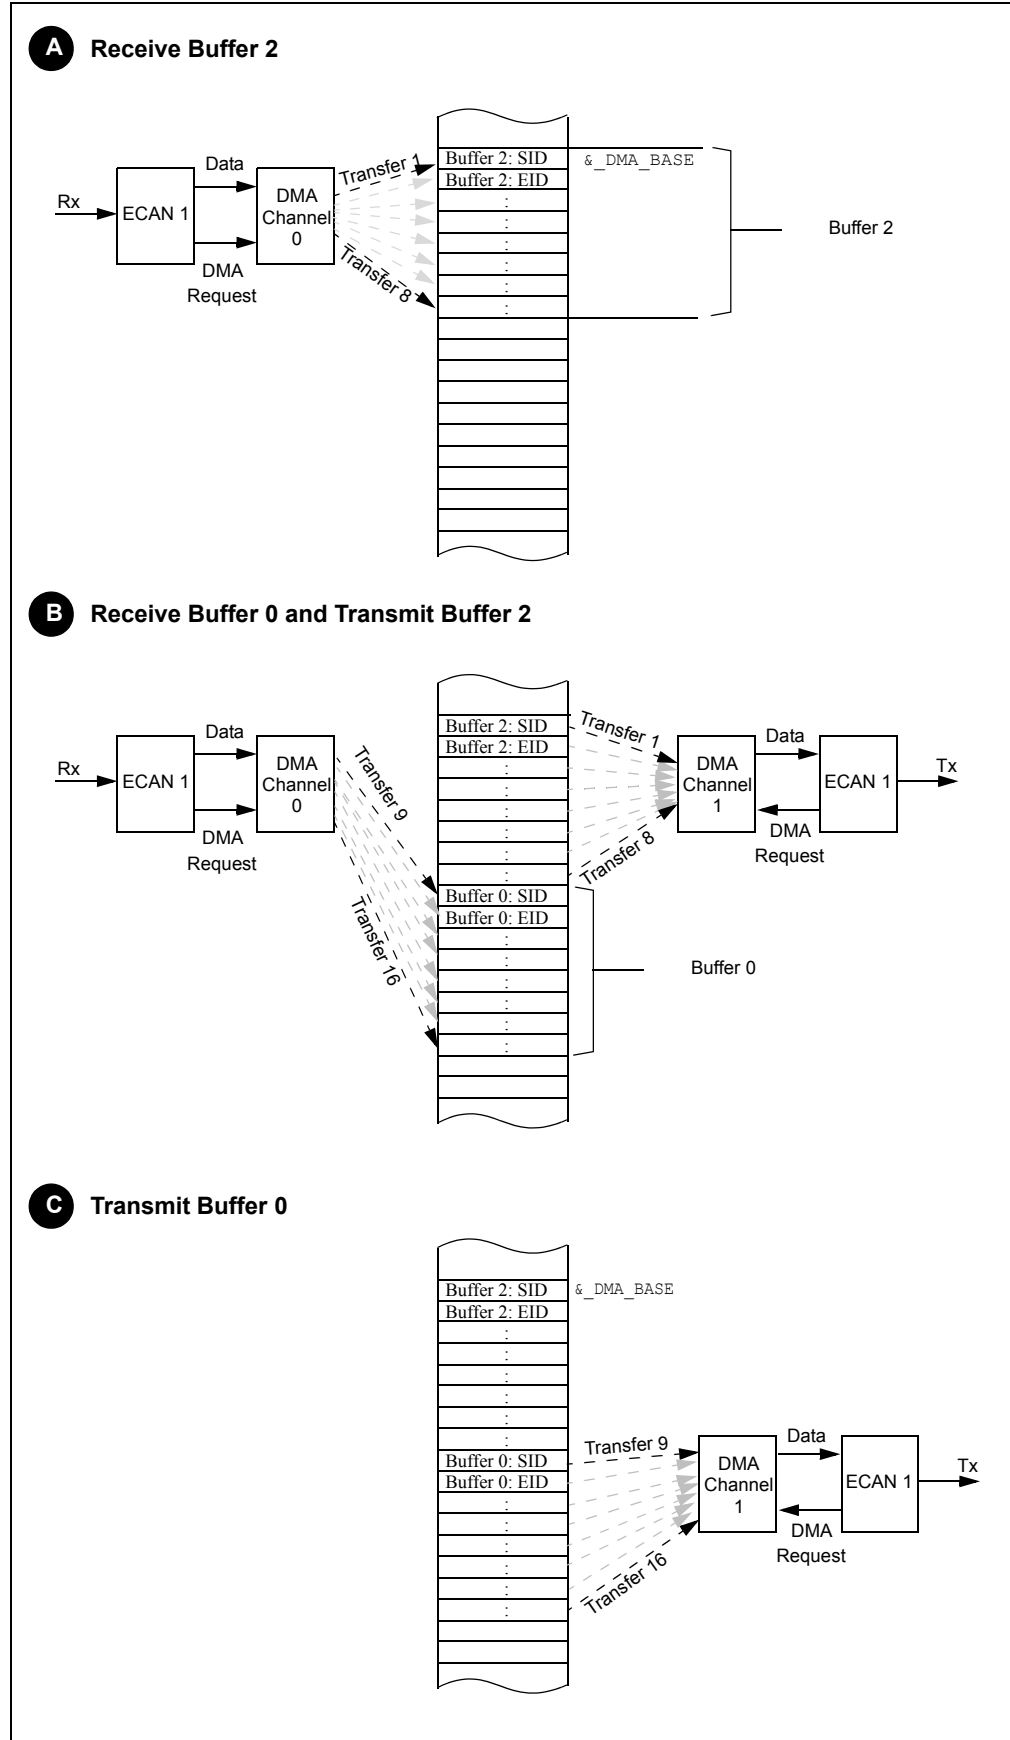 A Receive Buffer 2
Rx
ECAN 1
Data
DMA
Request
DMA
Channel
0
Transfer 1
Transfer 8
Buffer 2: SID
Buffer 2: EID
:
:
:
:
:
:
&_DMA_BASE
Buffer 2
B Receive Buffer 0 and Transmit Buffer 2
Rx
ECAN 1
Data
DMA
Request
DMA
Channel
0
Transfer 9
Transfer 16
Buffer 2: SID
Buffer 2: EID
:
:
:
:
:
:
Buffer 0: SID
Buffer 0: EID
:
:
:
:
:
:
Transfer 1
Transfer 8
DMA
Channel
1
Data
DMA
Request
ECAN 1
Tx
Buffer 0
C Transmit Buffer 0
Buffer 2: SID
Buffer 2: EID
:
:
:
:
:
:
Buffer 0: SID
Buffer 0: EID
:
:
:
:
:
:
&_DMA_BASE
Transfer 9
Transfer 16
DMA
Channel
1
Data
DMA
Request
ECAN 1
Tx